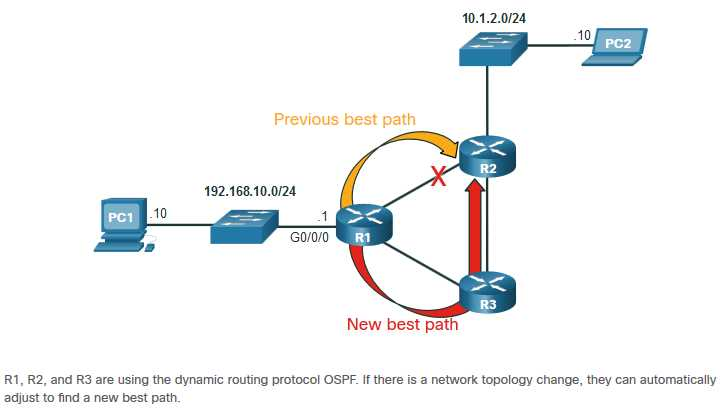 10.1.2.0/24
.10
PC2
Previous best path
R2
192.168.10.0/24
PC1
.10
.1
G0/0/0
R1
R3
New best path
R1, R2, and R3 are using the dynamic routing protocol OSPF. If there is a network topology change, they can automatically
adjust to find a new best path.